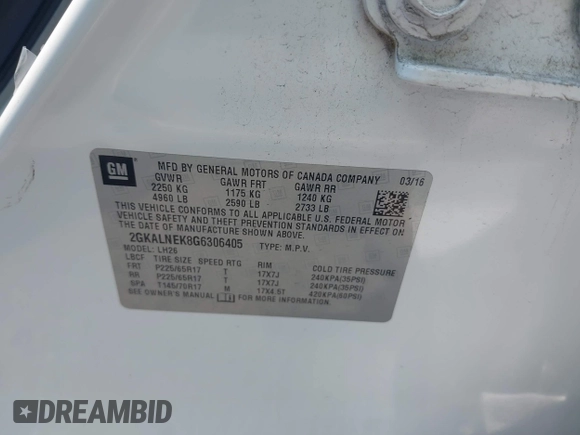 GM
MFD BY GENERAL MOTORS OF CANADA COMPANY 03/16
GVWR GAWR FRT GAWR RR
2250 KG 1175 KG 1240 KG
4960 LB 2590 LB 2733 LB
THIS VEHICLE CONFORMS TO ALL APPLICABLE U.S. FEDERAL MOTOR
VEHICLE SAFETY AND THEFT PREVENTION STANDARDS IN EFFECT ON
THE DATE OF MANUFACTURE SHOWN ABOVE.
2GKALNEK8G6306405 TYPE: M.P.V.
MODEL: LH26
LBCF TIRE SIZE SPEED RTG RIM COLD TIRE PRESSURE
FRT P225/65R17 T 17X7J 240KPA(35PSI)
RR P225/65R17 T 17X7J 240KPA(35PSI)
SPA T145/70R17 M 17X4.5T 420KPA(60PSI)
SEE OWNER'S MANUAL FOR MORE INFORMATION.
DREAMBID